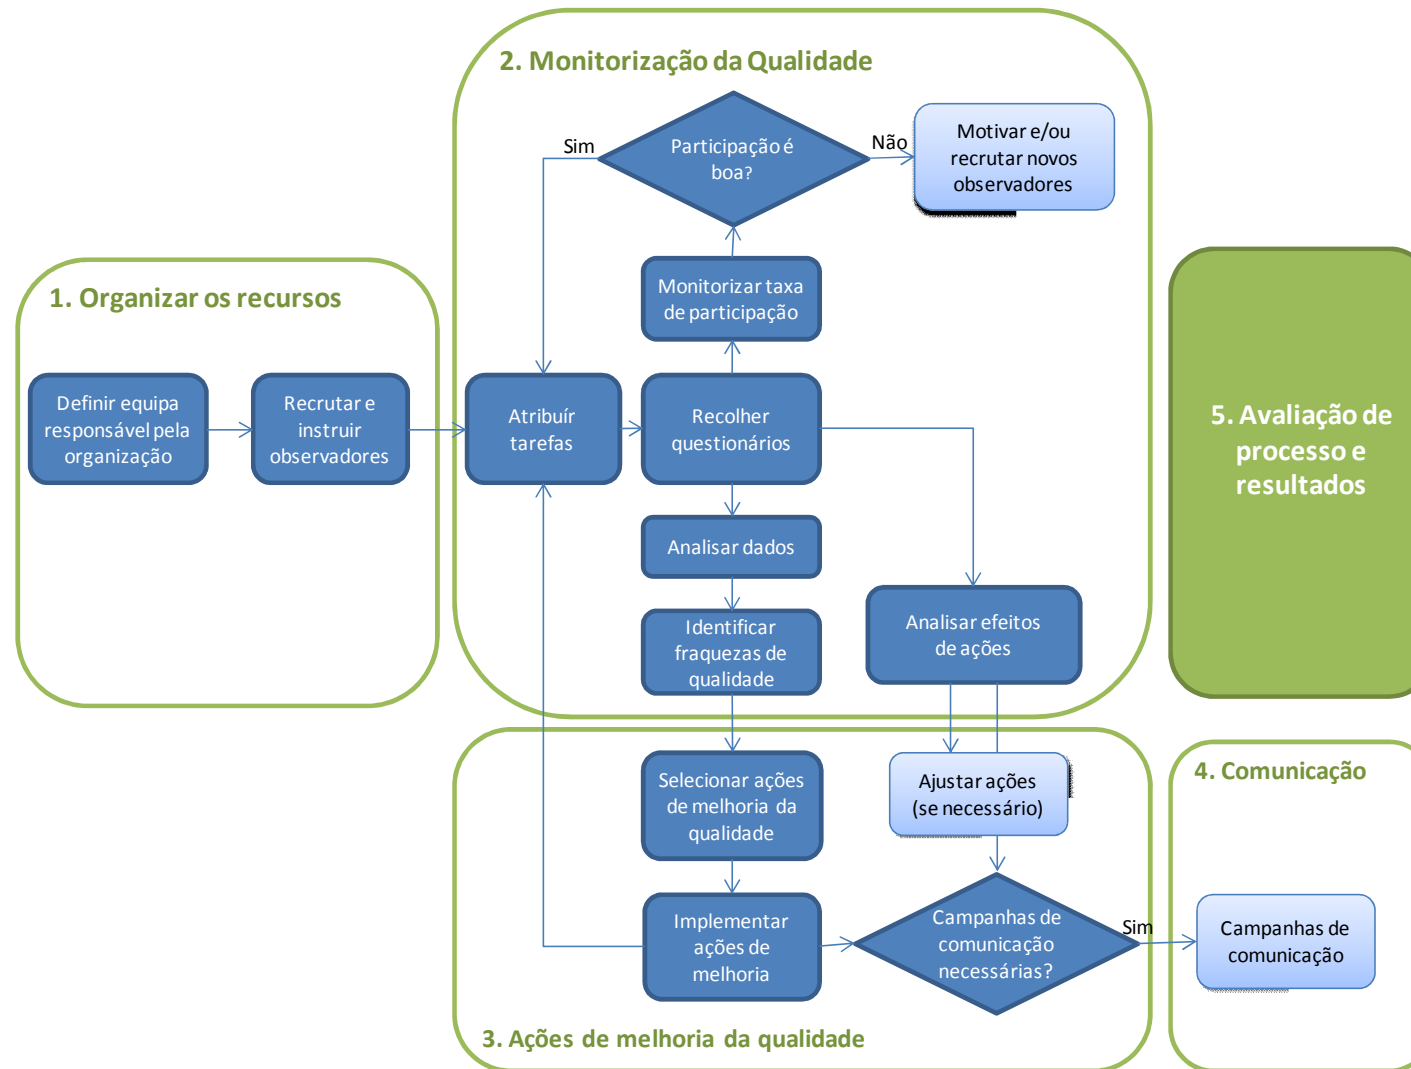 2. Monitorização da Qualidade
Participação é
boa?
Sim
Não
Motivar e/ou
recrutar novos
observadores
1. Organizar os recursos
Monitorizar taxa
de participação
Definir equipa
responsável pela
organização
Recrutar e
instruir
observadores
Atribuír
tarefas
Recolher
questionários
5. Avaliação de
processo e
resultados
Analisar dados
Identificar
fraquezas de
qualidade
Analisar efeitos
de ações
Selecionar ações
de melhoria da
qualidade
Ajustar ações
(se necessário)
4. Comunicação
Implementar
ações de
melhoria
Campanhas de
comunicação
necessárias?
Sim
Campanhas de
comunicação
3. Ações de melhoria da qualidade